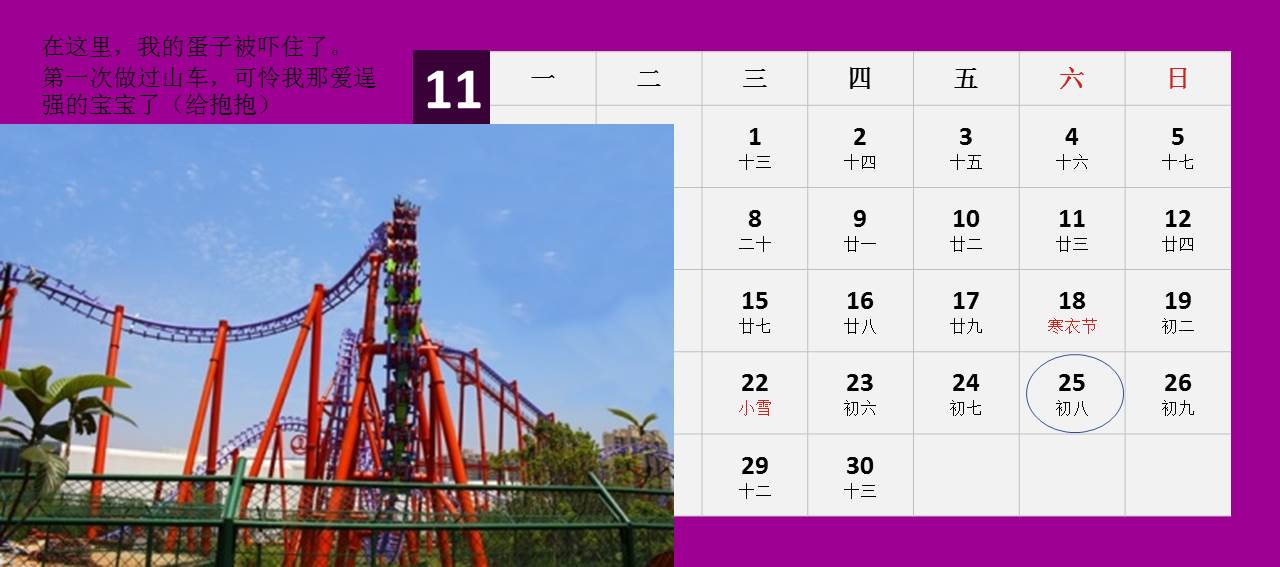 在这里，我的蛋子被吓住了。
第一次做过山车，可怜我那爱逞
强的宝宝了（给抱抱）
11 一 二 三 四 五 六 日
1 2 3 4 5
十三 十四 十五 十六 十七
8 9 10 11 12
二十 廿一 廿二 廿三 廿四
15 16 17 18 19
廿七 廿八 廿九 寒衣节 初二
22 23 24 25 26
小雪 初六 初七 初八 初九
29 30
十二 十三